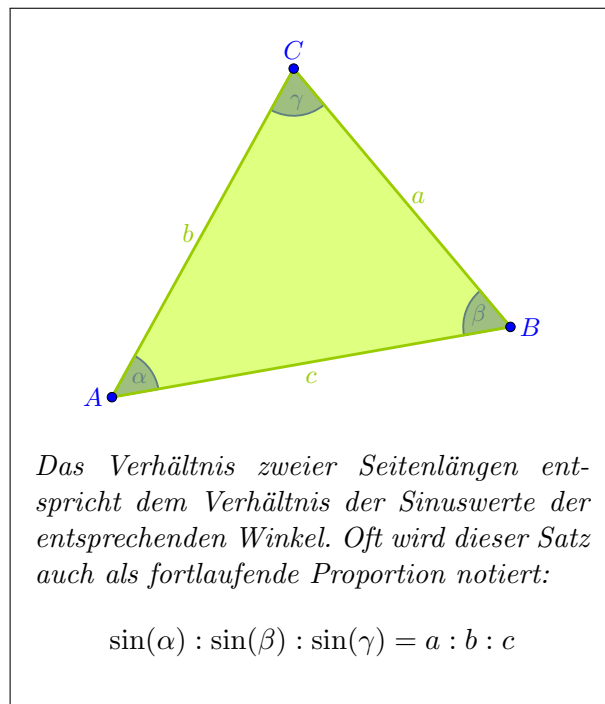 C
γ
a
b
β
B
α
c
A
Das Verhältnis zweier Seitenlängen ent-
spricht dem Verhältnis der Sinuswerte der
entsprechenden Winkel. Oft wird dieser Satz
auch als fortlaufende Proportion notiert:
sin(α) : sin(β) : sin(γ) = a : b : c